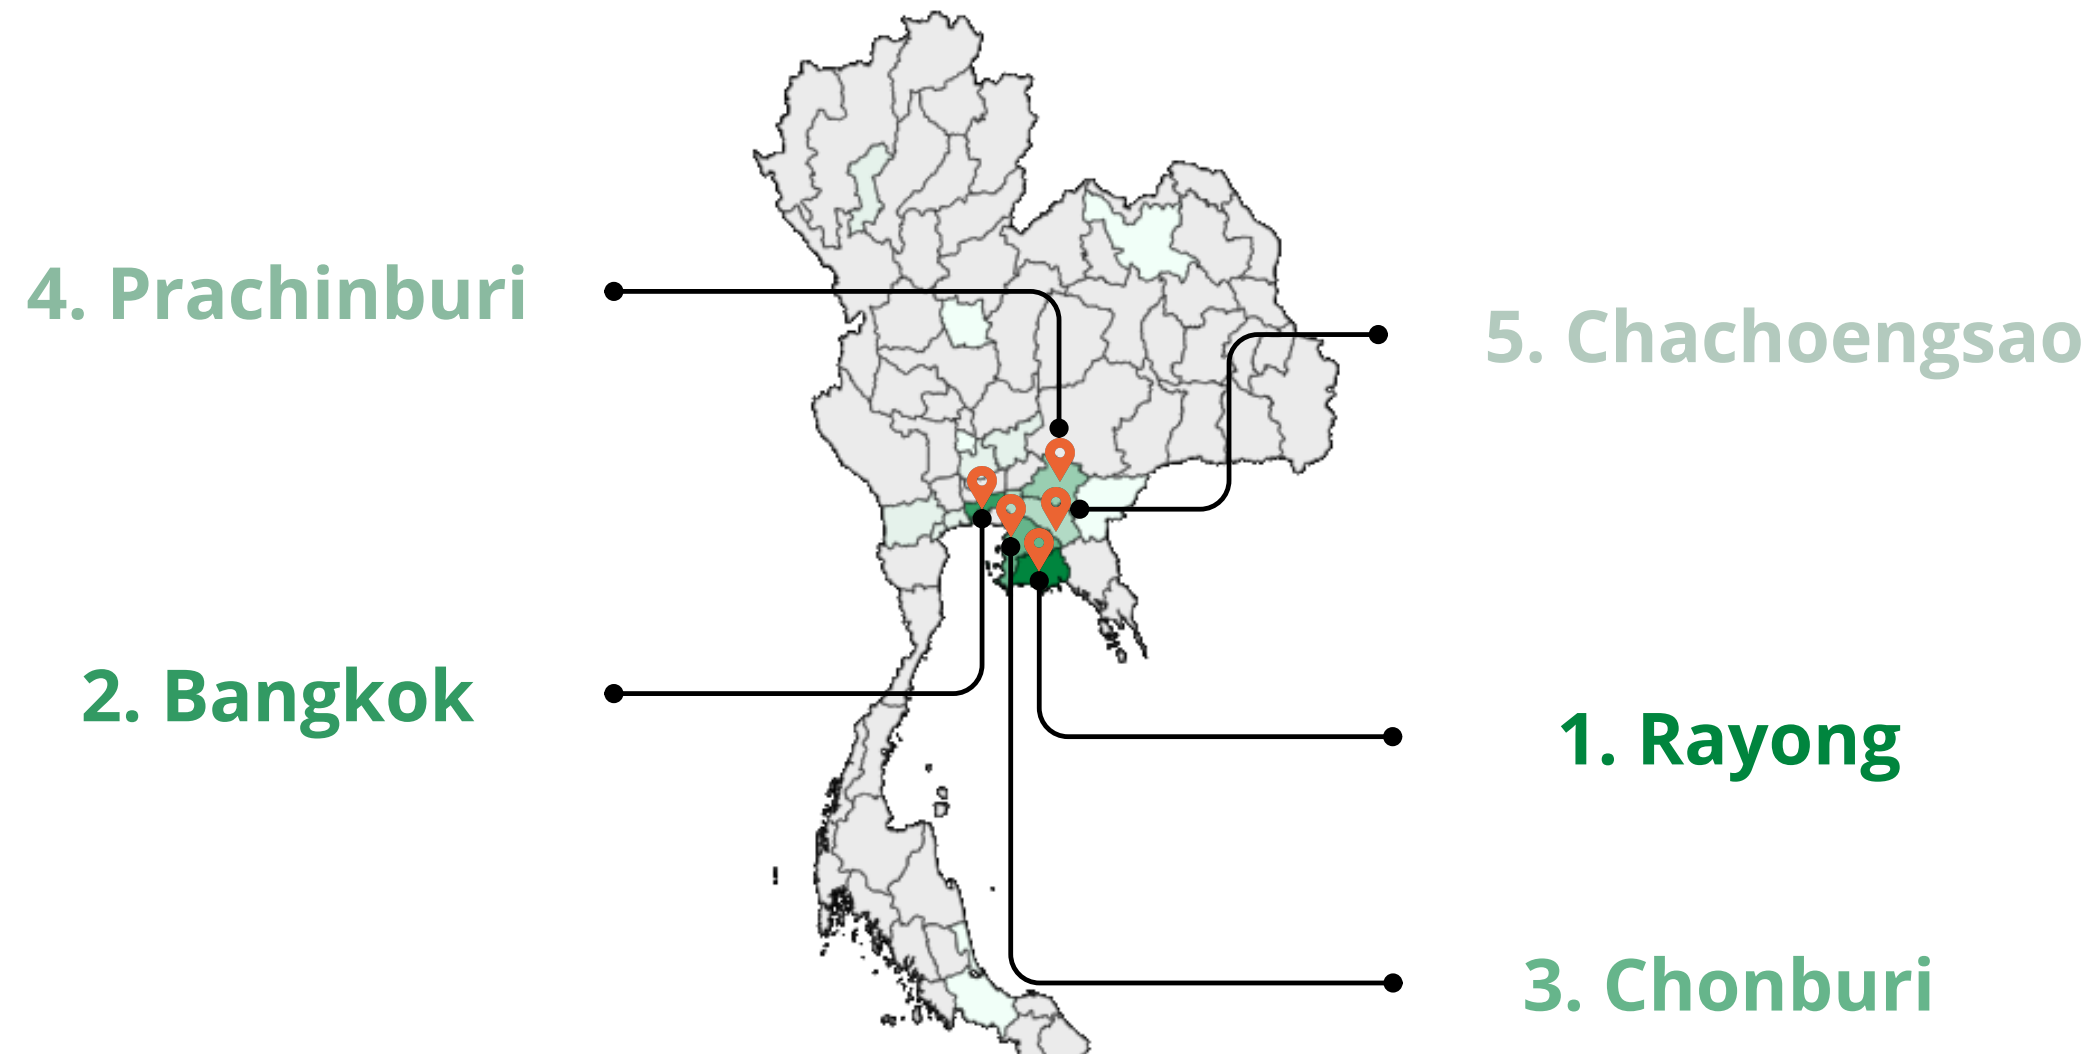 4. Prachinburi
5. Chachoengsao
2. Bangkok
1. Rayong
3. Chonburi